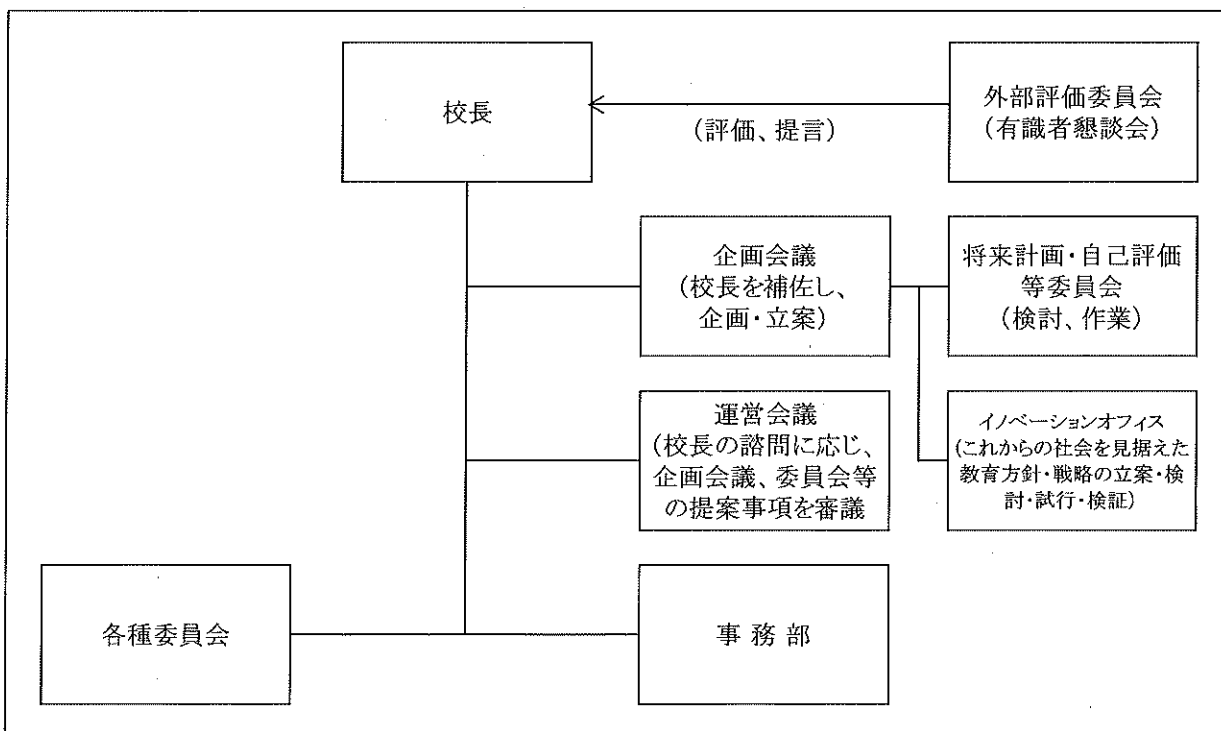 校長
(評価、提言)
外部評価委員会
(有識者懇談会)
企画会議
(校長を補佐し、
企画・立案)
将来計画・自己評価
等委員会
(検討、作業)
運営会議
(校長の諮問に応じ、
企画会議、委員会等
の提案事項を審議
イノベーションオフィス
(これからの社会を見据えた
教育方針・戦略の立案・検
討・試行・検証)
各種委員会
事 務 部